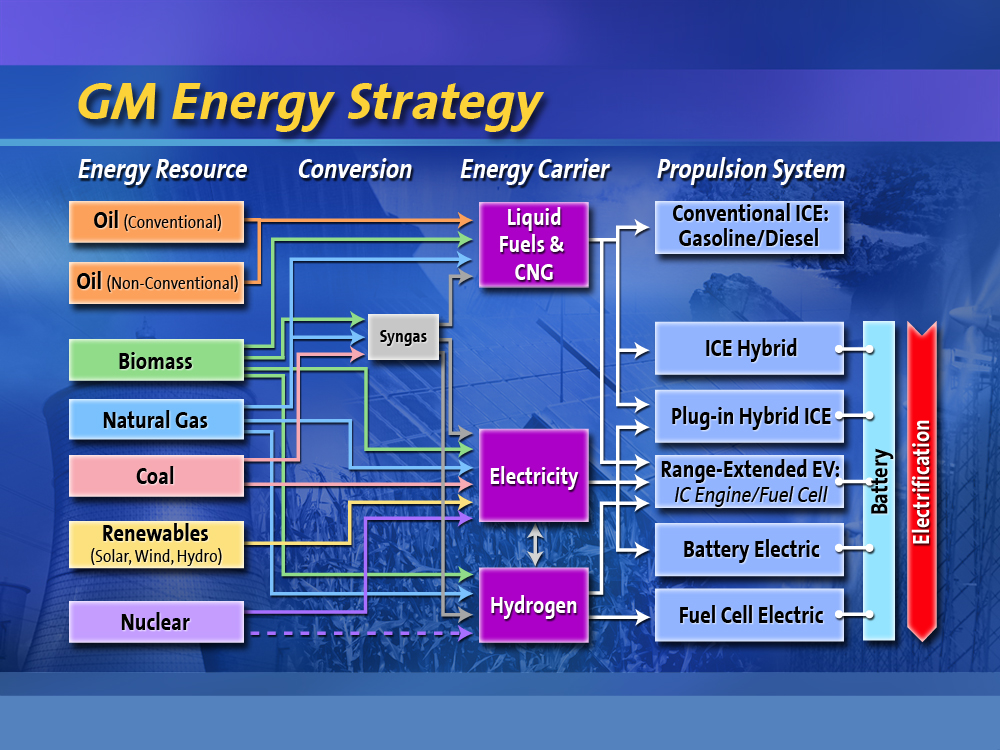 GM Energy Strategy
Energy Resource
Conversion
Energy Carrier
Propulsion System
Oil (Conventional)
Oil (Non-Conventional)
Biomass
Natural Gas
Coal
Renewables
(Solar, Wind, Hydro)
Nuclear
Syngas
Liquid
Fuels &
CNG
Electricity
Hydrogen
Conventional ICE:
Gasoline/Diesel
ICE Hybrid
Plug-in Hybrid ICE
Range-Extended EV:
IC Engine/Fuel Cell
Battery Electric
Fuel Cell Electric
Battery
Electrification